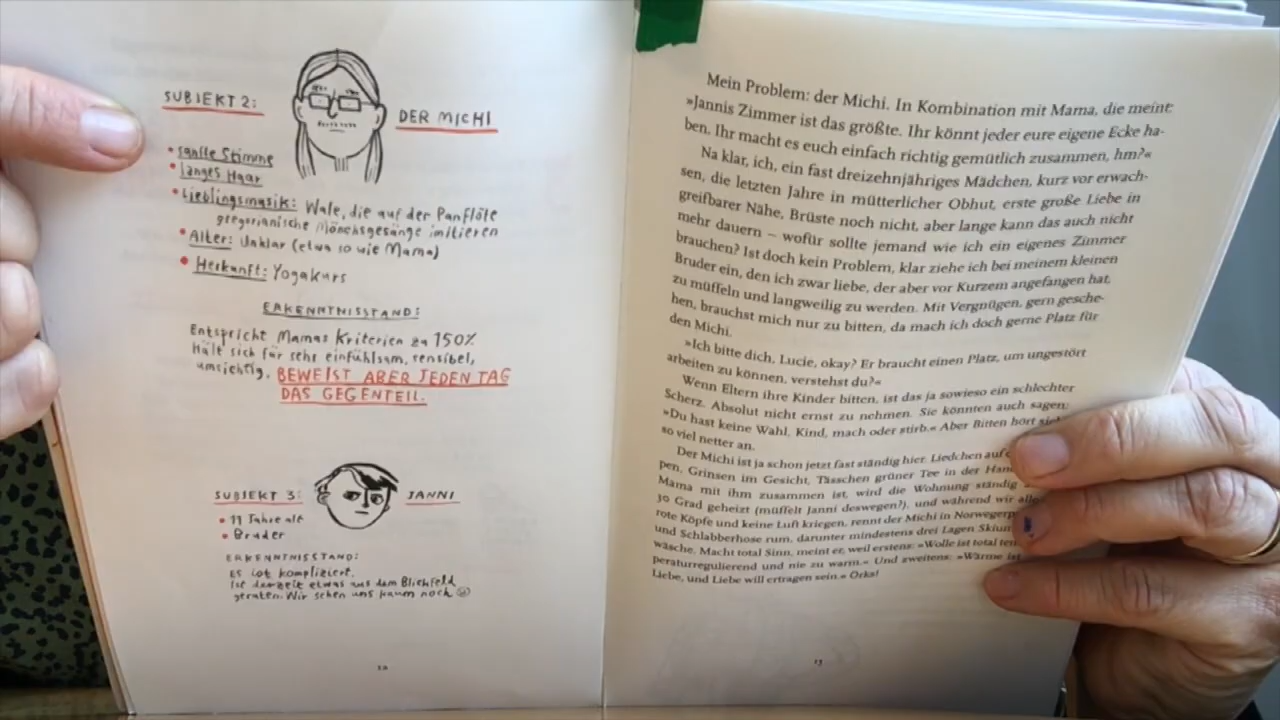 SUBJEKT 2:
DER MICHI
• sanfte Stimme
• langes Haar
• Lieblingsmusik: Wale, die auf der Panflöte
gregorianische Mönchsgesänge imitieren
• Alter: Unklar (etwa so wie Mama)
• Herkunft: Yogakurs
ERKENNTNISSTAND:
Entspricht Mamas Kriterien zu 150%
Hält sich für sehr einfühlsam, sensibel,
umsichtig. BEWEIST ABER JEDEN TAG
DAS GEGENTEIL.
SUBJEKT 3:
JANNI
• 11 Jahre alt
• Bruder
ERKENNTNISSTAND:
Es ist kompliziert.
Ist derzeit etwas aus dem Blickfeld
geraten. Wir sehen uns kaum noch ☹
12
Mein Problem: der Michi. In Kombination mit Mama, die meint:
»Jannis Zimmer ist das größte. Ihr könnt jeder eure eigene Ecke ha-
ben. Ihr macht es euch einfach richtig gemütlich zusammen, hm?«
Na klar, ich, ein fast dreizehnjähriges Mädchen, kurz vor erwach-
sen, die letzten Jahre in mütterlicher Obhut, erste große Liebe in
greifbarer Nähe, Brüste noch nicht, aber lange kann das auch nicht
mehr dauern – wofür sollte jemand wie ich ein eigenes Zimmer
brauchen? Ist doch kein Problem, klar ziehe ich bei meinem kleinen
Bruder ein, den ich zwar liebe, der aber vor Kurzem angefangen hat,
zu müffeln und langweilig zu werden. Mit Vergnügen, gern gesche-
hen, brauchst mich nur zu bitten, da mach ich doch gerne Platz für
den Michi.
»Ich bitte dich, Lucie, okay? Er braucht einen Platz, um ungestört
arbeiten zu können, verstehst du?«
Wenn Eltern ihre Kinder bitten, ist das ja sowieso ein schlechter
Scherz. Absolut nicht ernst zu nehmen. Sie könnten auch sagen:
»Du hast keine Wahl, Kind, mach oder stirb.« Aber Bitten hört
so viel netter an.
Der Michi ist ja schon jetzt fast ständig hier. Liedchen auf
pen, Grinsen im Gesicht, Tässchen grüner Tee in der
Mama mit ihm zusammen ist, wird die Wohnung ständig
30 Grad geheizt (müffelt Janni deswegen?), und während wir
rote Köpfe und keine Luft kriegen, rennt der Michi in
und Schlabberhose rum, darunter mindestens drei Lagen
wäsche. Macht total Sinn, meint er, weil erstens: »Wolle ist total
peraturregulierend und nie zu warm.« Und zweitens: »Wärme ist
Liebe, und Liebe will ertragen sein.« Orka!
13